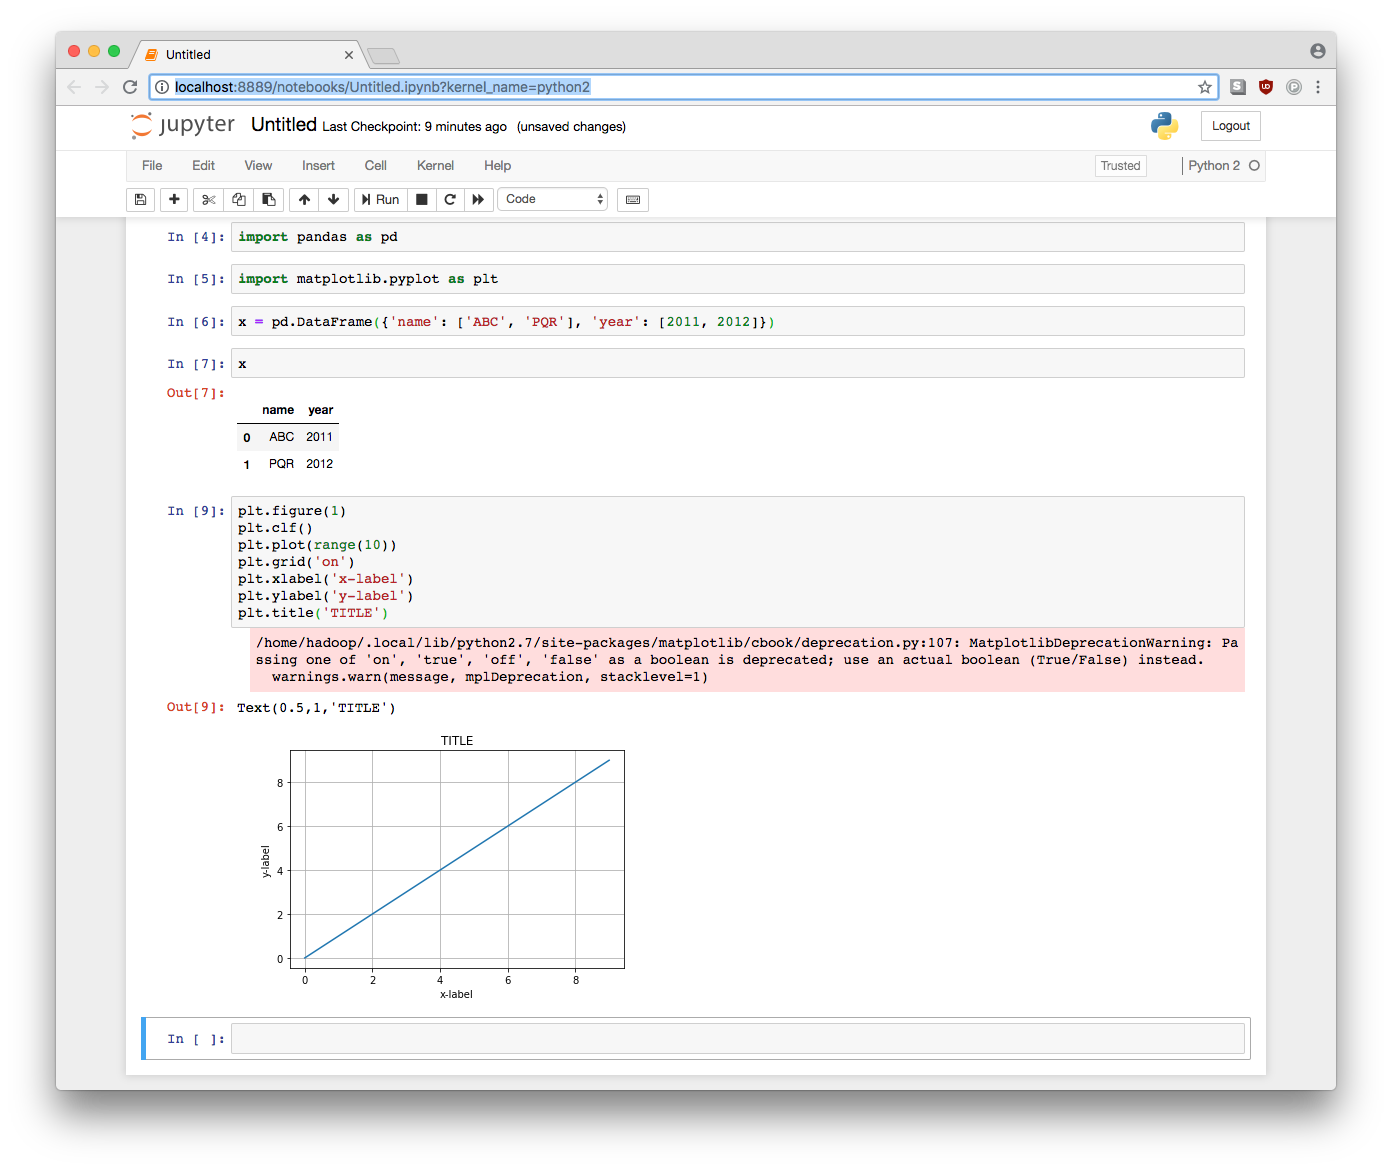 Untitled
localhost:8889/notebooks/Untitled.ipynb?kernel_name=python2
jupyter Untitled Last Checkpoint: 9 minutes ago (unsaved changes) Logout
File Edit View Insert Cell Kernel Help Trusted Python 2
Run Code
In [4]: import pandas as pd
In [5]: import matplotlib.pyplot as plt
In [6]: x = pd.DataFrame({'name': ['ABC', 'PQR'], 'year': [2011, 2012]})
In [7]: x
Out[7]:
name year
0 ABC 2011
1 PQR 2012
In [9]: plt.figure(1)
plt.clf()
plt.plot(range(10))
plt.grid('on')
plt.xlabel('x-label')
plt.ylabel('y-label')
plt.title('TITLE')
/home/hadoop/.local/lib/python2.7/site-packages/matplotlib/cbook/deprecation.py:107: MatplotlibDeprecationWarning: Pa
ssing one of 'on', 'true', 'off', 'false' as a boolean is deprecated; use an actual boolean (True/False) instead.
warnings.warn(message, mplDeprecation, stacklevel=1)
Out[9]: Text(0.5,1,'TITLE')
TITLE
8
6
y-label
4
2
0
0 2 4 6 8
x-label
In [ ]: